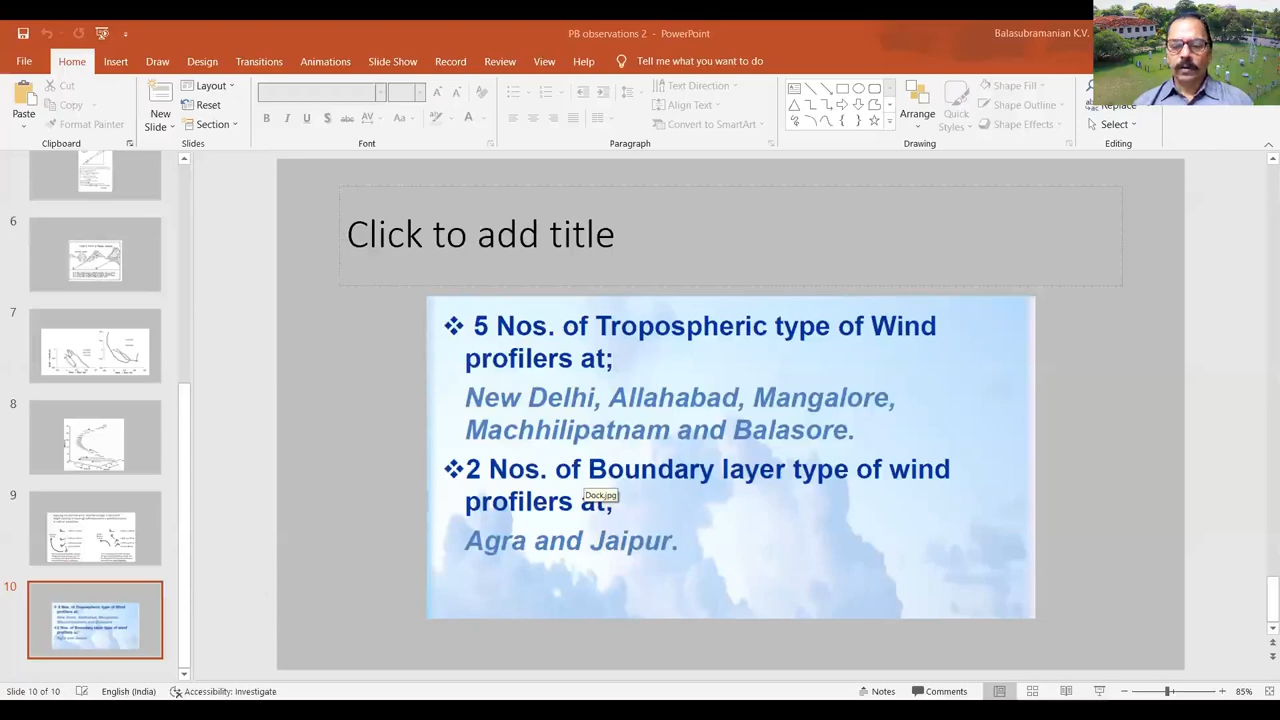 PB observations 2 - PowerPoint
Balasubramanian K.V.
File
Home
Insert
Draw
Design
Transitions
Animations
Slide Show
Record
Review
View
Help
Tell me what you want to do
Paste
Cut
Copy
Format Painter
Clipboard
New
Slide
Layout
Reset
Section
Slides
B I U S abc AV Aa A
Font
Text Direction
Align Text
Convert to SmartArt
Paragraph
Arrange
Quick
Styles
Shape Fill
Shape Outline
Shape Effects
Drawing
Replace
Select
Editing
6
7
8
9
10
Click to add title
❖ 5 Nos. of Tropospheric type of Wind
profilers at;
New Delhi, Allahabad, Mangalore,
Machhilipatnam and Balasore.
❖2 Nos. of Boundary layer type of wind
profilers at;
Dock.jpg
Agra and Jaipur.
Slide 10 of 10
English (India)
Accessibility: Investigate
Notes
Comments
85%